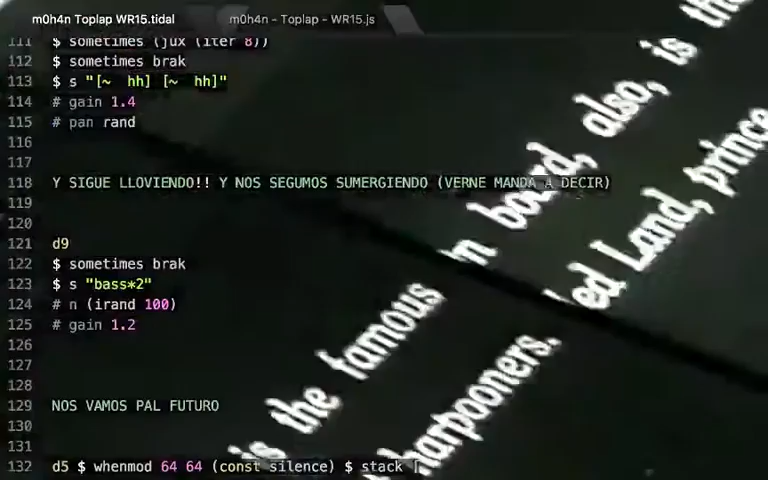 m0h4n Toplap WR15.tidal
m0h4n - Toplap - WR15.js
111 $ sometimes (jux (iter 8))
112 $ sometimes brak
113 $ s "[~  hh] [~  hh]"
114 # gain 1.4
115 # pan rand
116
117
118 Y SIGUE LLOVIENDO!! Y NOS SEGUMOS SUMERGIENDO (VERNE MANDA A DECIR)
119
120
121 d9
122 $ sometimes brak
123 $ s "bass*2"
124 # n (irand 100)
125 # gain 1.2
126
127
128
129 NOS VAMOS PAL FUTURO
130
131
132 d5 $ whenmod 64 64 (const silence) $ stack [
is the famous
board, also, is
harpooners.
Land, prince